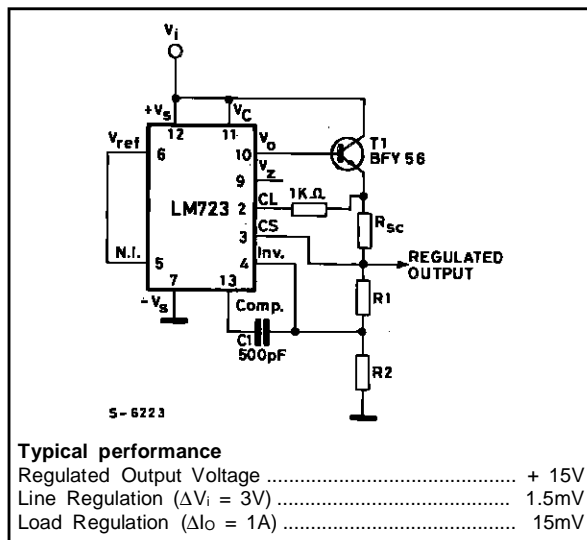 Vi
+Vs VC
12 11
Vref 6
10 Vo
T1
BFY 56
9 Vz
LM723
2 CL
1KΩ
Rsc
3 CS
REGULATED
OUTPUT
N.I. 5
4 Inv.
7 13
-Vs
Comp.
R1
C1
500pF
R2
S-6223
Typical performance
Regulated Output Voltage ........................................... + 15V
Line Regulation (ΔVi = 3V) ........................................... 1.5mV
Load Regulation (ΔIO = 1A) ........................................... 15mV